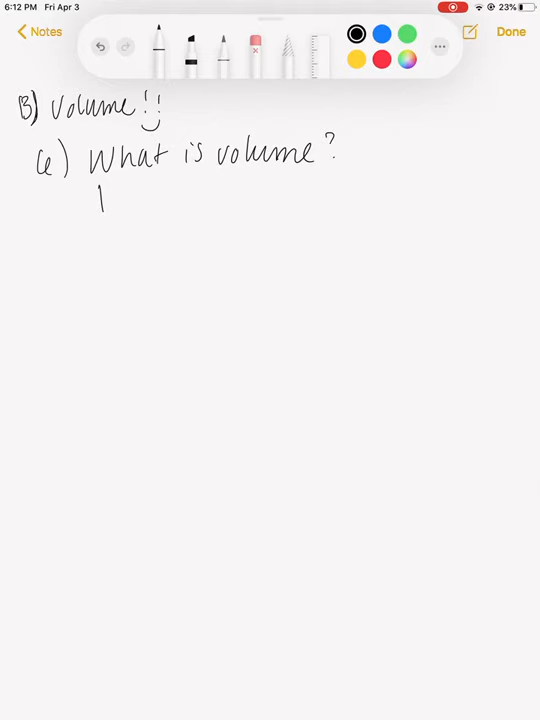 6:12 PM Fri Apr 3 23%
Notes Done
B) Volume!!
a) What is volume?